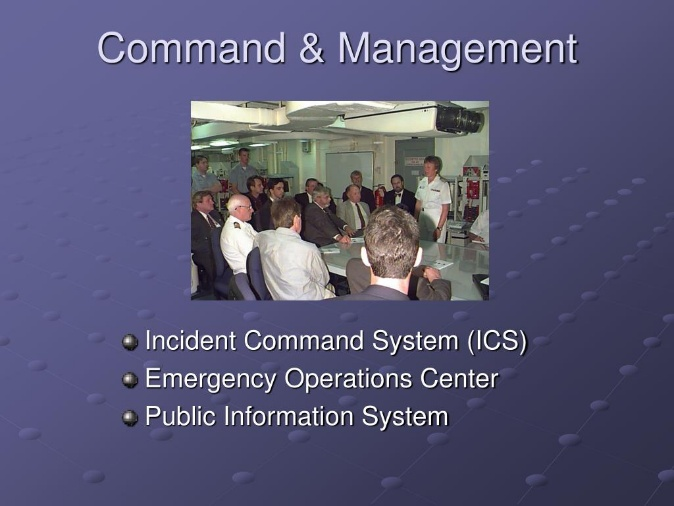 Command & Management
Incident Command System (ICS)
Emergency Operations Center
Public Information System